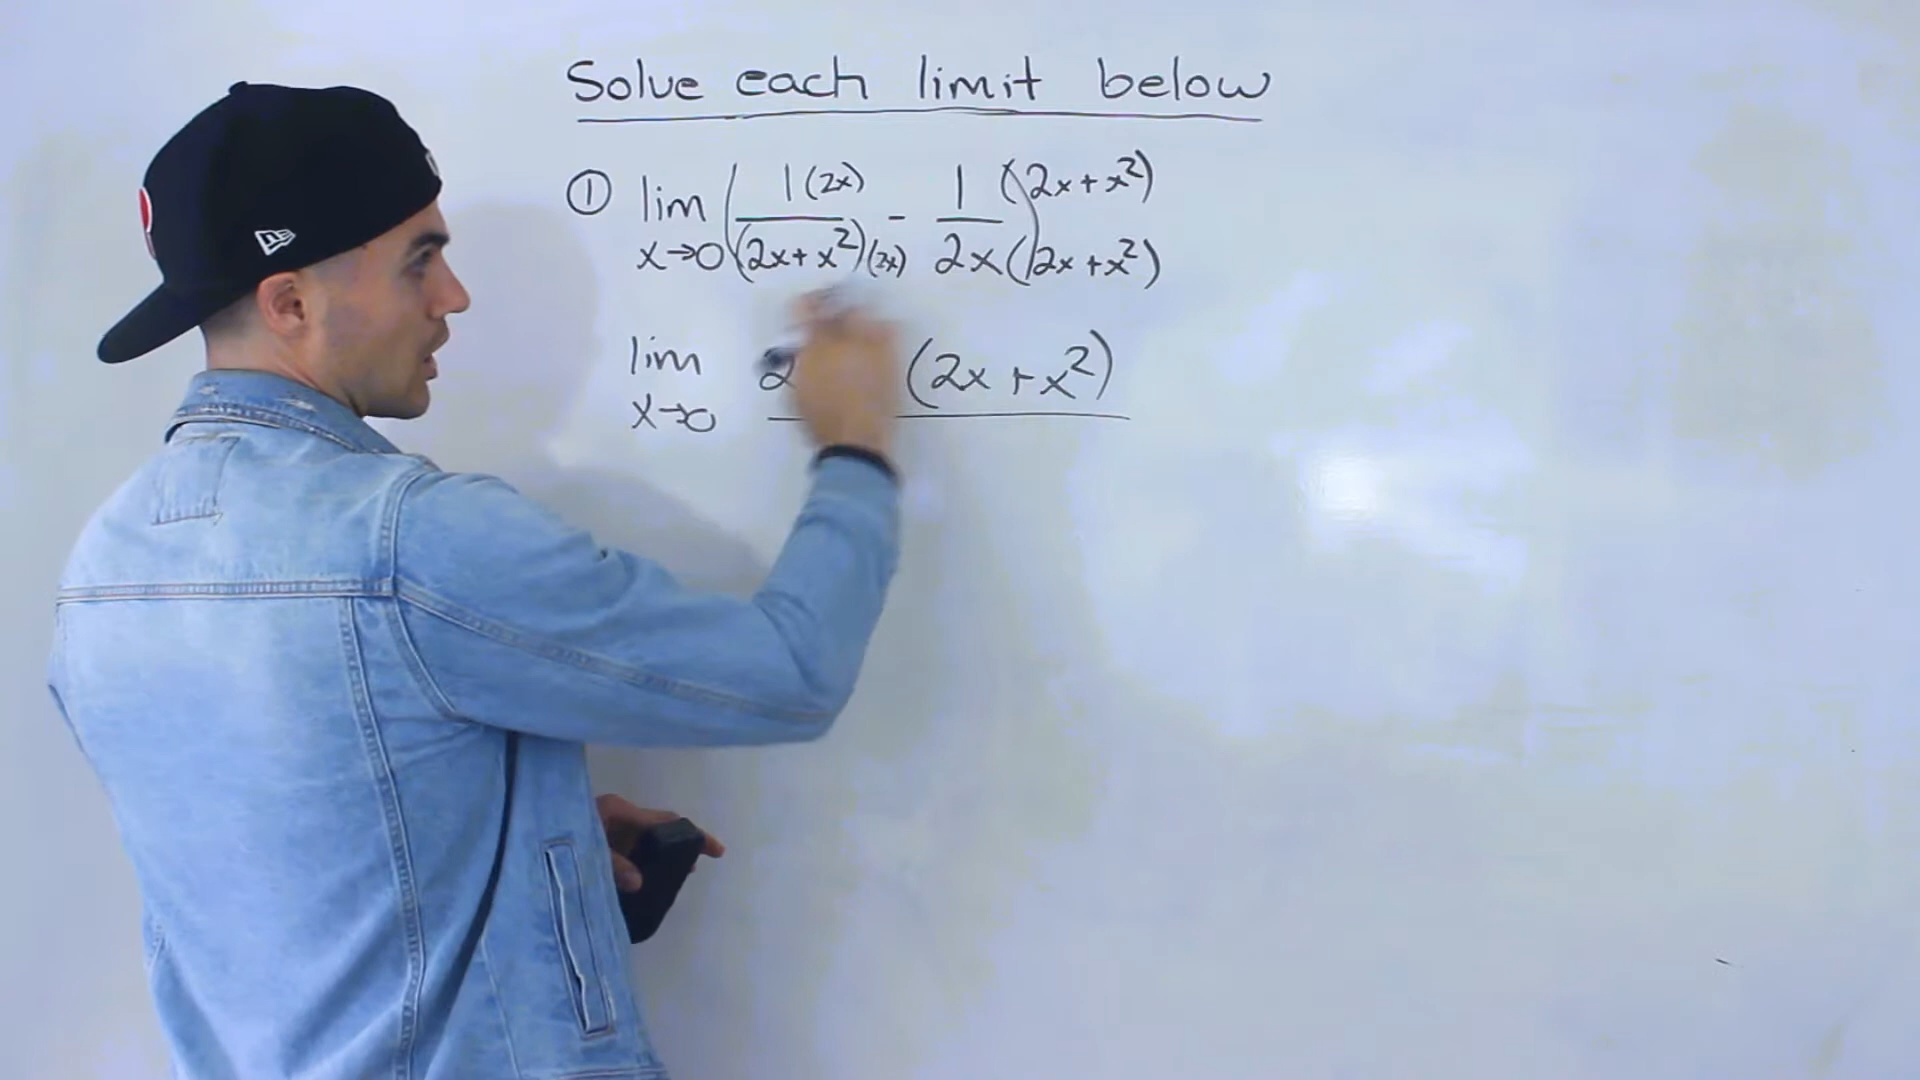 Solve each limit below
① lim x→0 ( 1(2x) / (2x+x²)(2x) - 1(2x+x²) / 2x(2x+x²) )
lim x→0 2 (2x+x²)